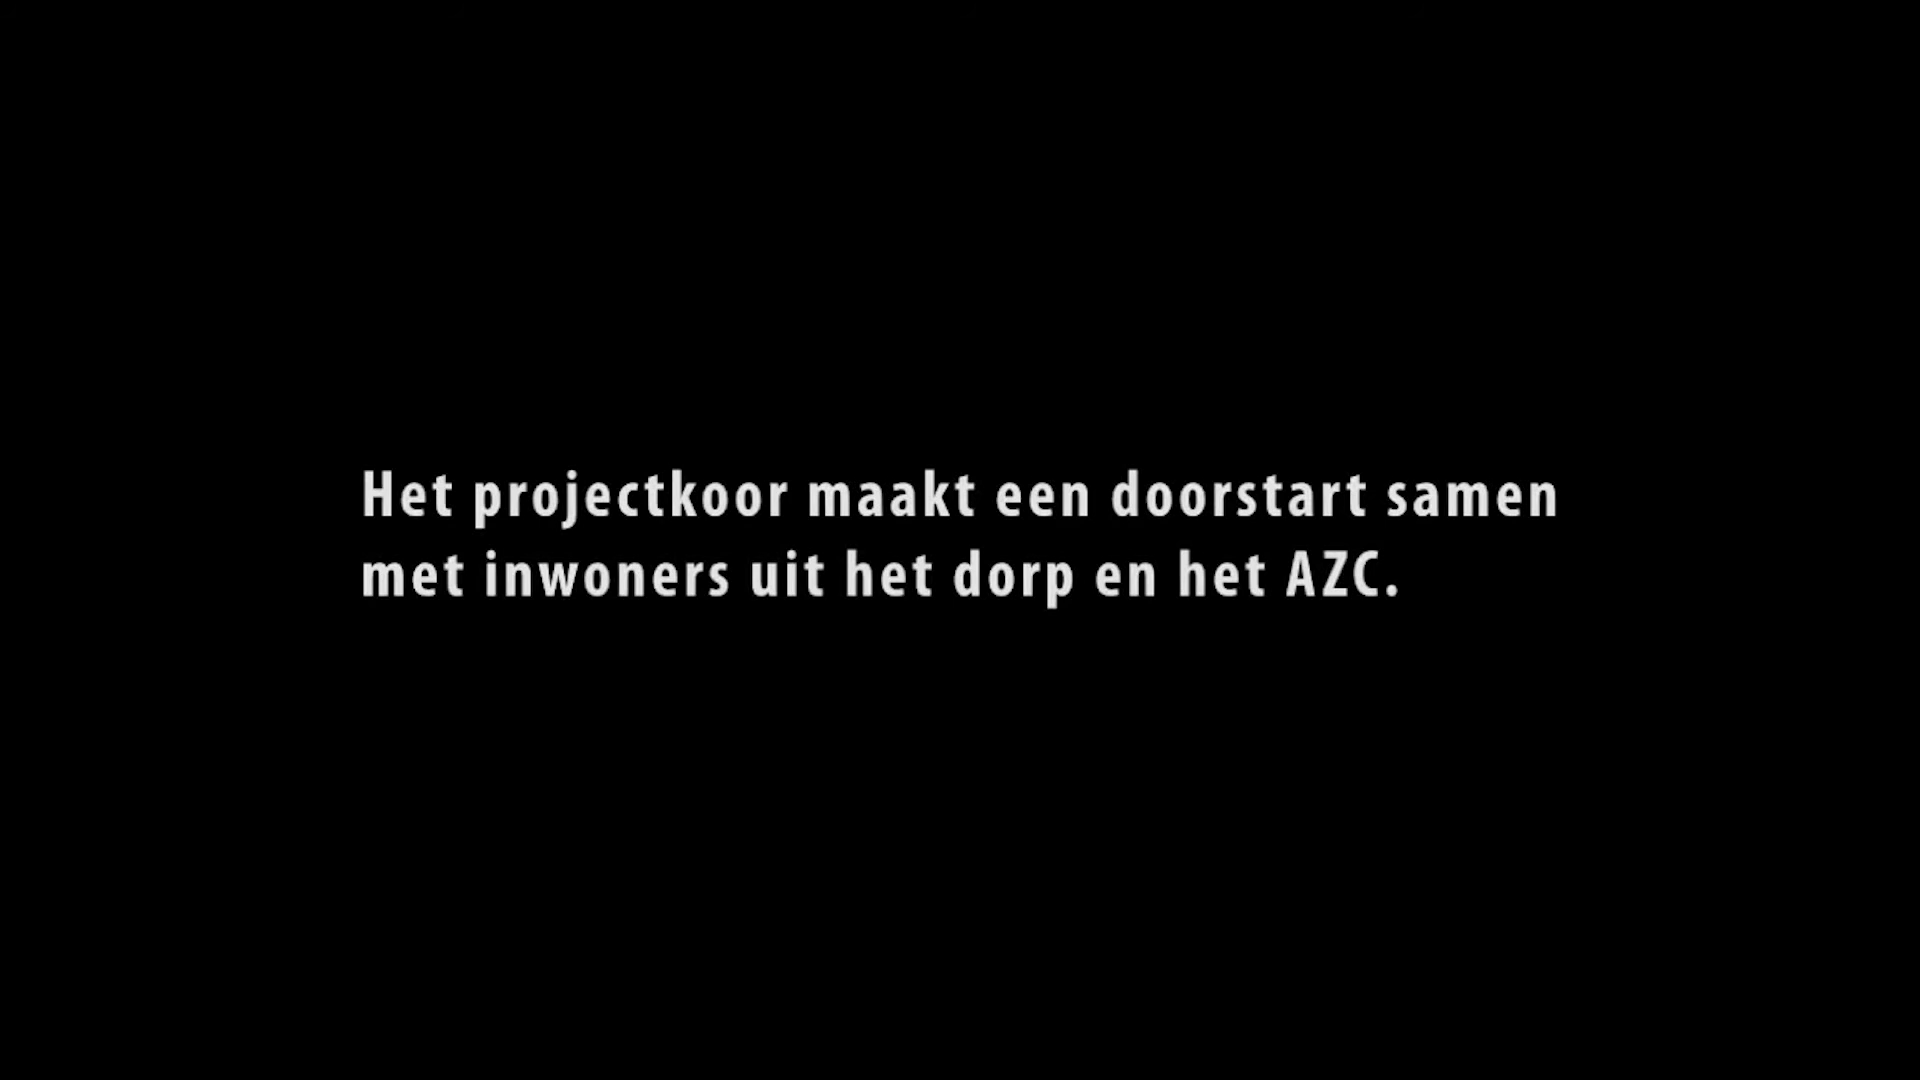 Het projectkoor maakt een doorstart samen
met inwoners uit het dorp en het AZC.